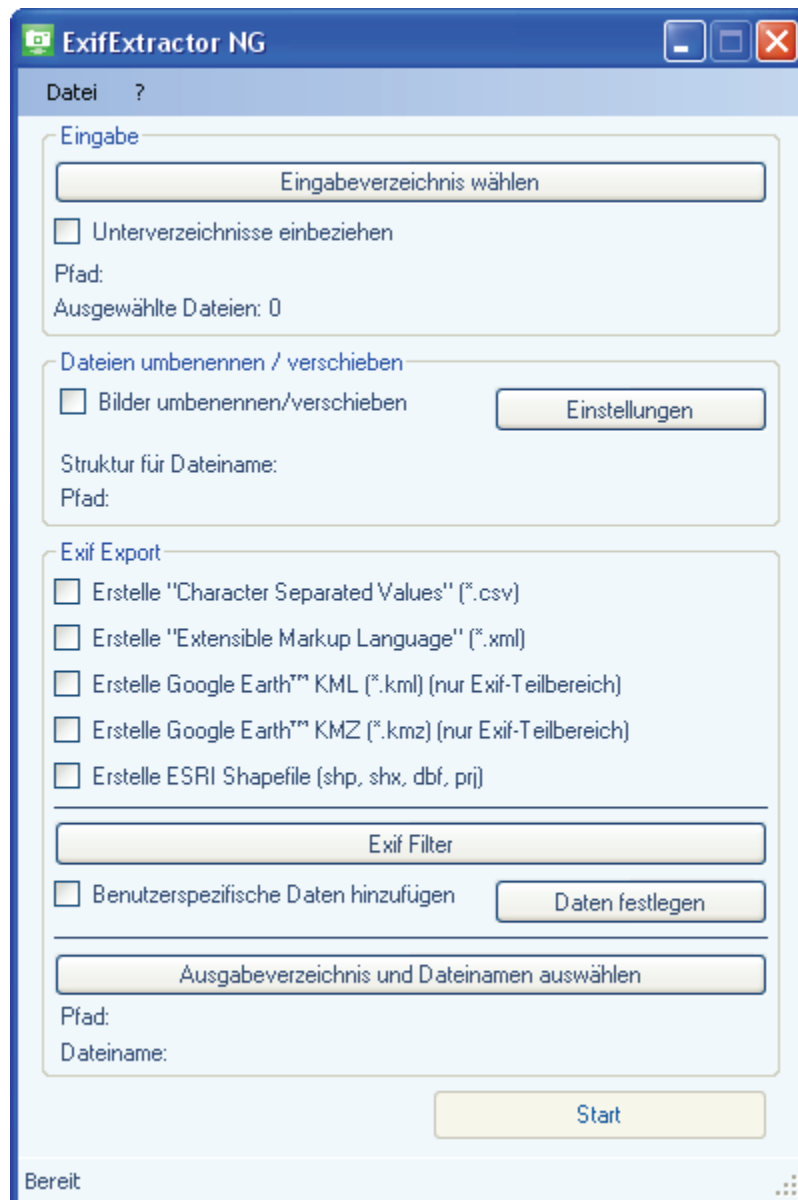 ExifExtractor NG
Datei ?
Eingabe
Eingabeverzeichnis wählen
Unterverzeichnisse einbeziehen
Pfad:
Ausgewählte Dateien: 0
Dateien umbenennen / verschieben
Bilder umbenennen/verschieben
Einstellungen
Struktur für Dateiname:
Pfad:
Exif Export
Erstelle "Character Separated Values" (*.csv)
Erstelle "Extensible Markup Language" (*.xml)
Erstelle Google Earth™ KML (*.kml) (nur Exif-Teilbereich)
Erstelle Google Earth™ KMZ (*.kmz) (nur Exif-Teilbereich)
Erstelle ESRI Shapefile (shp, shx, dbf, prj)
Exif Filter
Benutzerspezifische Daten hinzufügen
Daten festlegen
Ausgabeverzeichnis und Dateinamen auswählen
Pfad:
Dateiname:
Start
Bereit